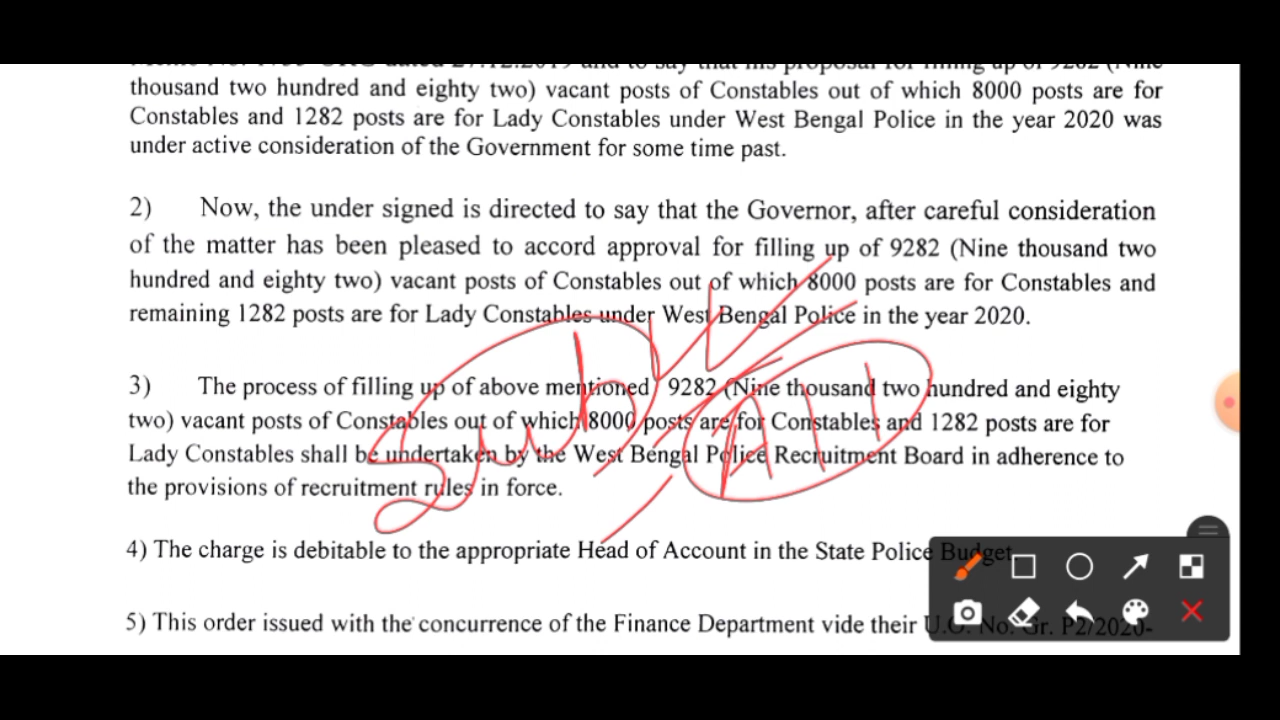 thousand two hundred and eighty two) vacant posts of Constables out of which 8000 posts are for
Constables and 1282 posts are for Lady Constables under West Bengal Police in the year 2020 was
under active consideration of the Government for some time past.
2) Now, the under signed is directed to say that the Governor, after careful consideration
of the matter has been pleased to accord approval for filling up of 9282 (Nine thousand two
hundred and eighty two) vacant posts of Constables out of which 8000 posts are for Constables and
remaining 1282 posts are for Lady Constables under West Bengal Police in the year 2020.
3) The process of filling up of above mentioned 9282 (Nine thousand two hundred and eighty
two) vacant posts of Constables out of which 8000 posts are for Constables and 1282 posts are for
Lady Constables shall be undertaken by the West Bengal Police Recruitment Board in adherence to
the provisions of recruitment rules in force.
Sub
All
4) The charge is debitable to the appropriate Head of Account in the State Police Budget
5) This order issued with the concurrence of the Finance Department vide their U.O. No. Gr. P2/2020-